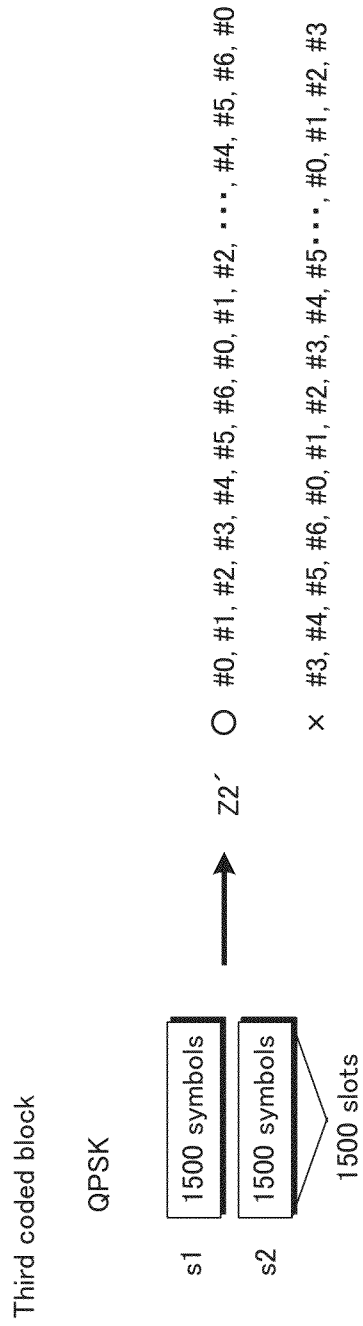 Third coded block
QPSK
s1 1500 symbols
s2 1500 symbols
1500 slots
Z2′ ○ #0, #1, #2, #3, #4, #5, #6, #0, #1, #2, ･･･, #4, #5, #6, #0
× #3, #4, #5, #6, #0, #1, #2, #3, #4, #5･･･, #0, #1, #2, #3